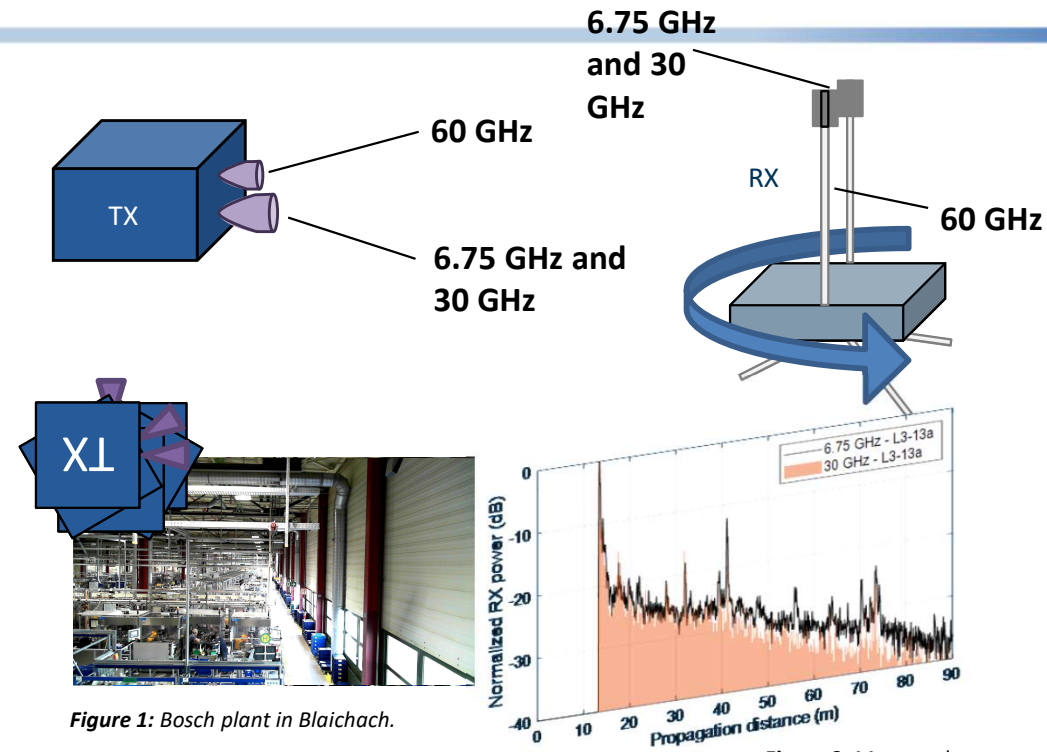 6.75 GHz
and 30
GHz
60 GHz
TX
6.75 GHz and
30 GHz
RX
60 GHz
TX
6.75 GHz - L3-13a
30 GHz - L3-13a
Normalized RX power (dB)
0
-10
-20
-30
-40
0
10
20
30
40
50
60
70
80
90
Propagation distance (m)
Figure 1: Bosch plant in Blaichach.